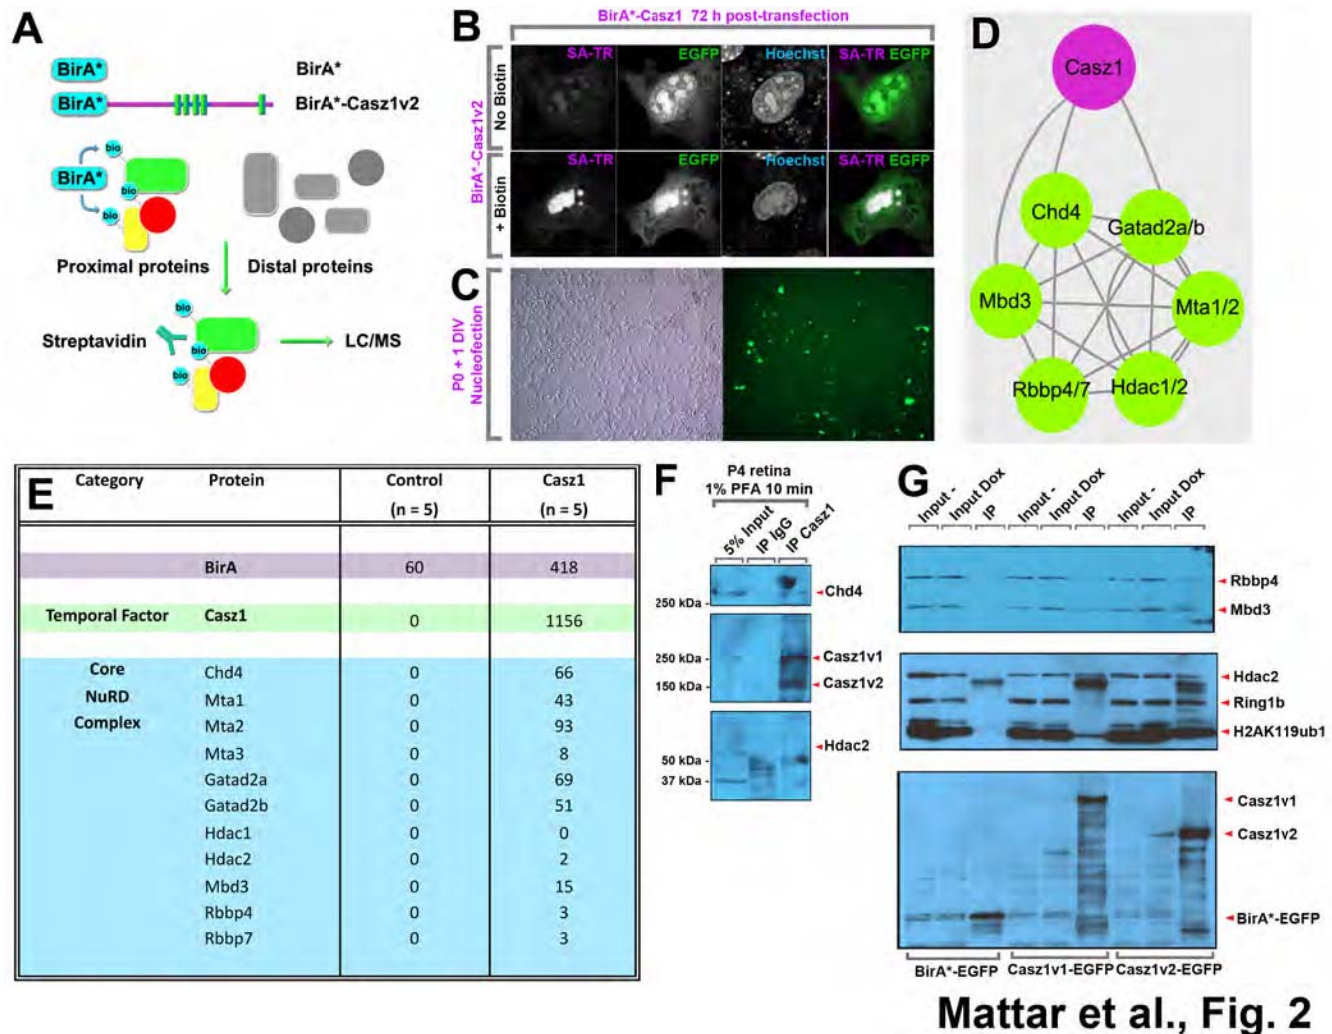 A
BirA*
BirA*
BirA*
BirA*-Casz1v2
bio
BirA*
bio
bio
Proximal proteins
Distal proteins
bio
Streptavidin
bio
LC/MS
bio
B
BirA*-Casz1 72 h post-transfection
BirA*-Casz1v2
No Biotin
SA-TR
EGFP
Hoechst
SA-TR EGFP
+ Biotin
SA-TR
EGFP
Hoechst
SA-TR EGFP
C
P0 + 1 DIV
Nucleofection
D
Casz1
Chd4
Gatad2a/b
Mbd3
Mta1/2
Rbbp4/7
Hdac1/2
E
Category Protein Control Casz1
(n = 5) (n = 5)
BirA 60 418
Temporal Factor Casz1 0 1156
Core Chd4 0 66
NuRD Mta1 0 43
Complex Mta2 0 93
Mta3 0 8
Gatad2a 0 69
Gatad2b 0 51
Hdac1 0 0
Hdac2 0 2
Mbd3 0 15
Rbbp4 0 3
Rbbp7 0 3
F
P4 retina
1% PFA 10 min
5% Input
IP IgG
IP Casz1
Chd4
250 kDa -
250 kDa -
Casz1v1
150 kDa -
Casz1v2
Hdac2
50 kDa -
37 kDa -
G
Input -
Input Dox
IP
Input -
Input Dox
IP
Input -
Input Dox
IP
Rbbp4
Mbd3
Hdac2
Ring1b
H2AK119ub1
Casz1v1
Casz1v2
BirA*-EGFP
BirA*-EGFP
Casz1v1-EGFP
Casz1v2-EGFP
Mattar et al., Fig. 2